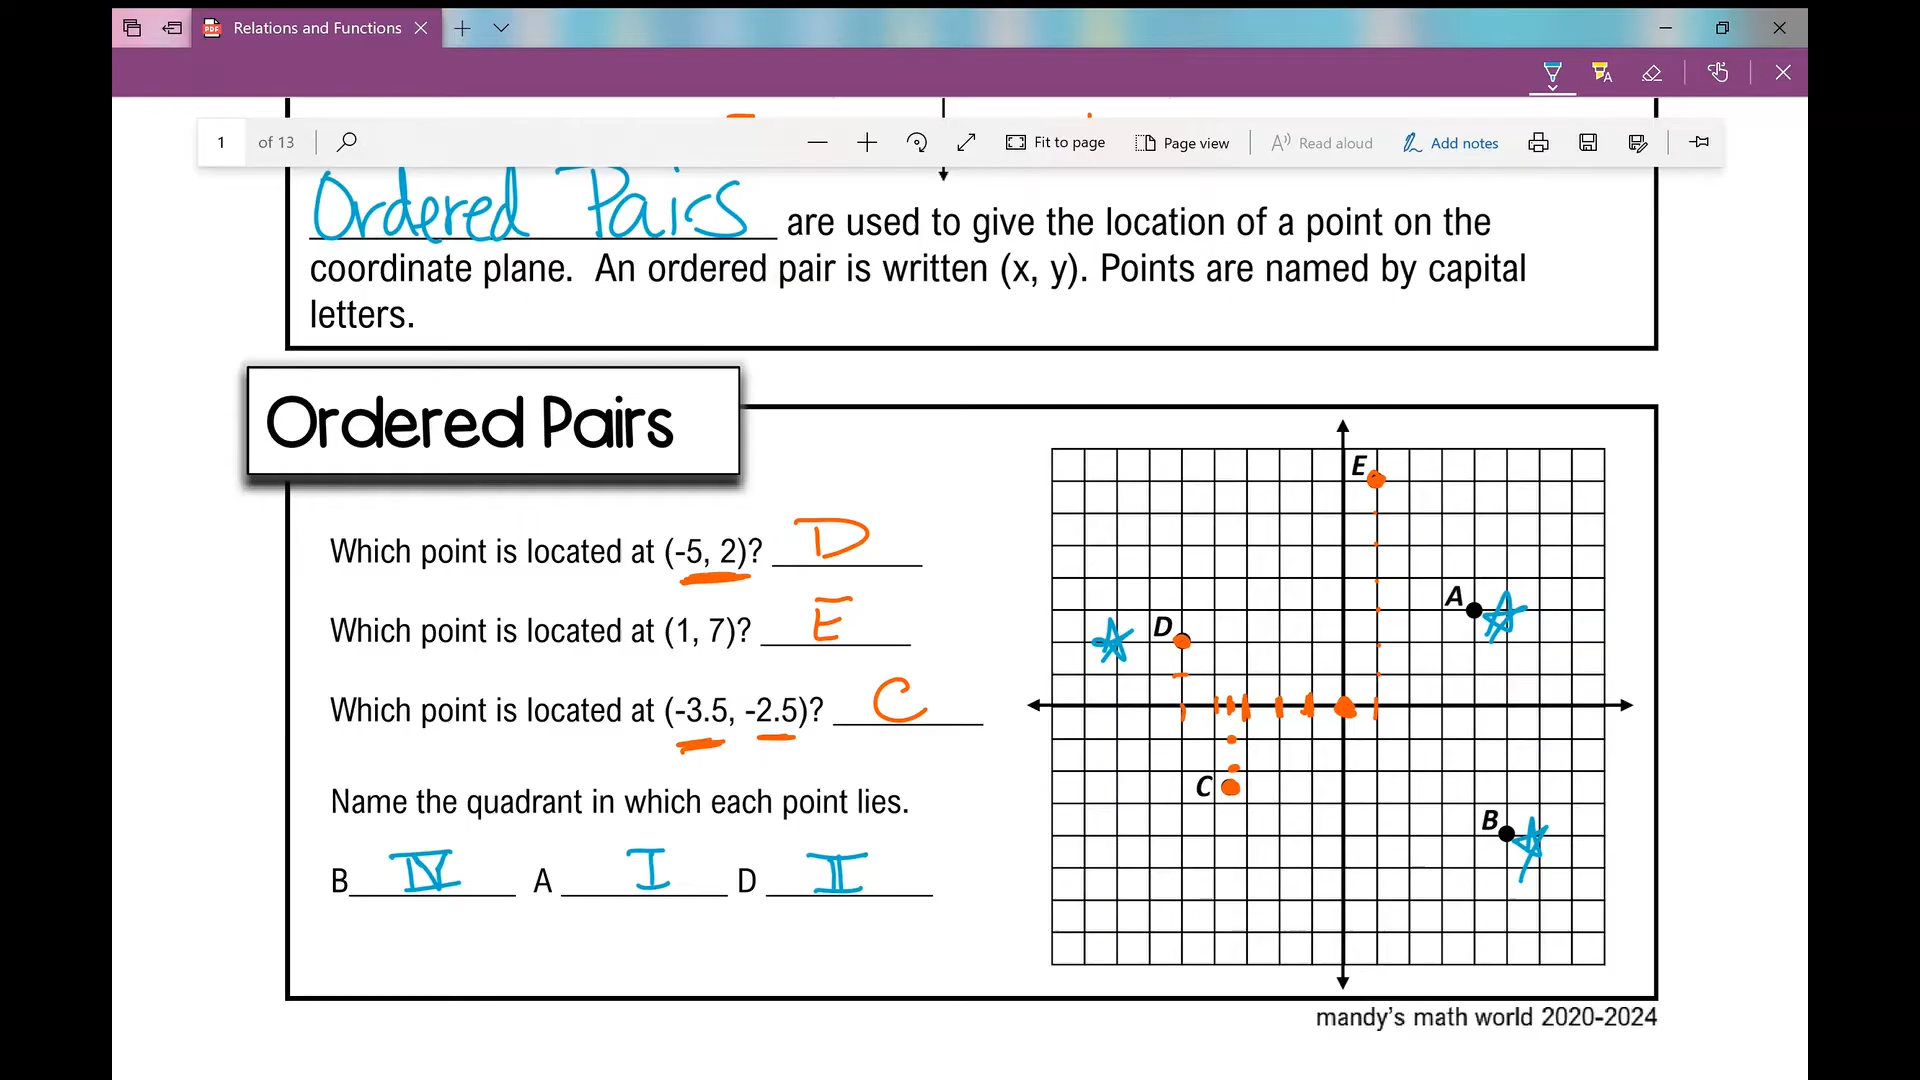 Relations and Functions
1 of 13 Fit to page Page view Read aloud Add notes
Ordered Pairs are used to give the location of a point on the
coordinate plane. An ordered pair is written (x, y). Points are named by capital
letters.
Ordered Pairs
Which point is located at (-5, 2)? D
Which point is located at (1, 7)? E
Which point is located at (-3.5, -2.5)? C
Name the quadrant in which each point lies.
B IV A I D II
E
A
D
C
B
mandy's math world 2020-2024